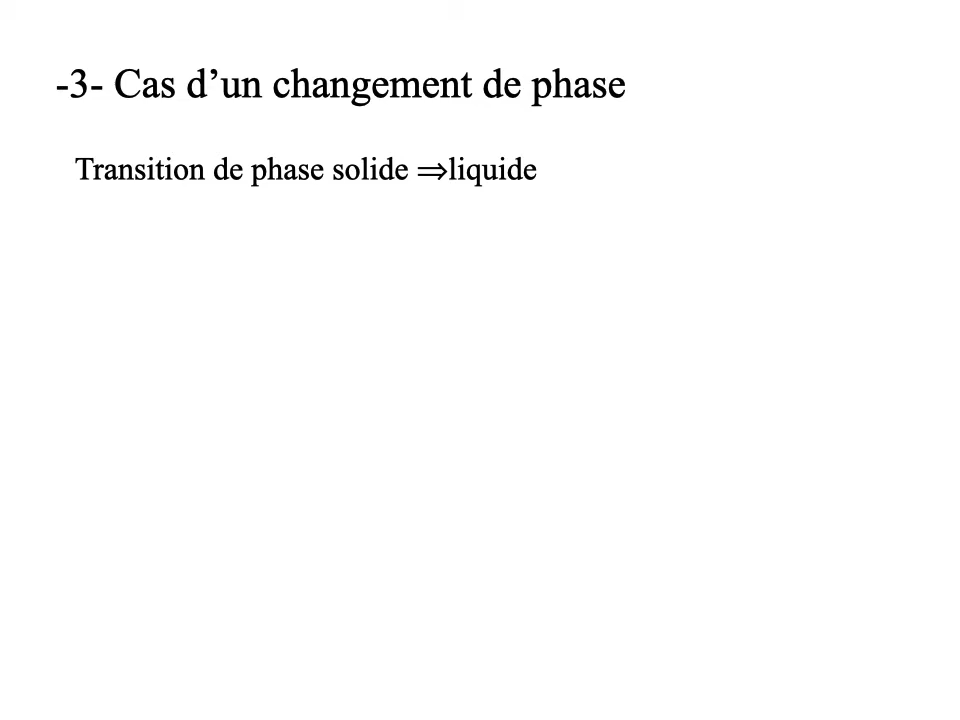 -3- Cas d’un changement de phase
Transition de phase solide ⇒liquide